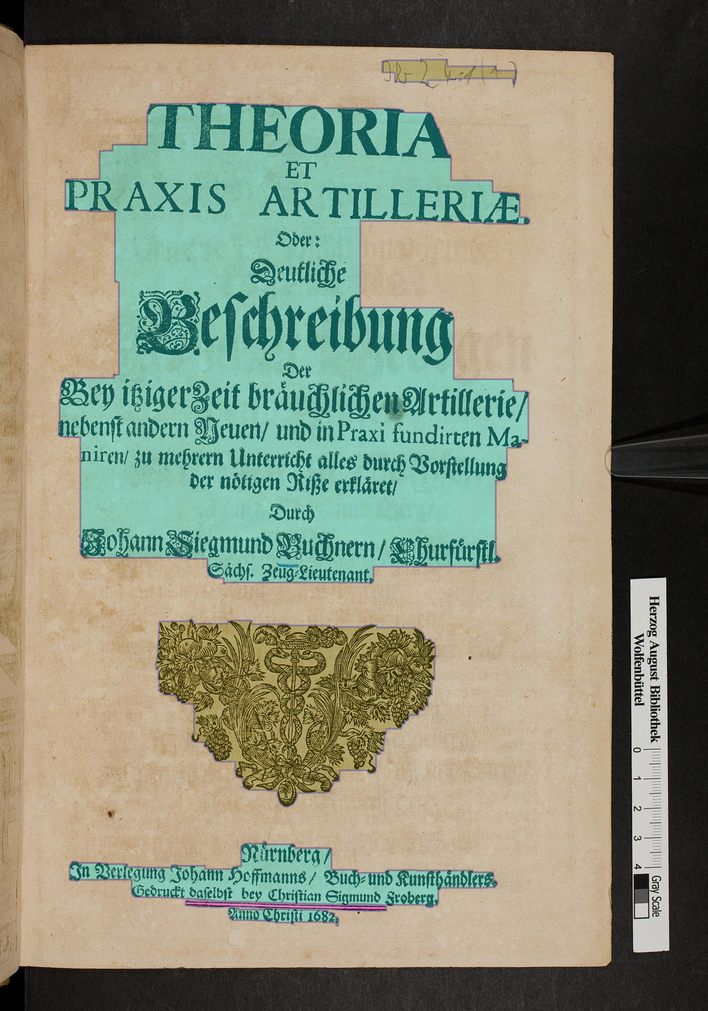 THEORIA
ET
PRAXIS ARTILLERIÆ.
Oder:
Deutliche
Beschreibung
Der
Bey itziger Zeit bräuchlichen Artillerie/
nebenst andern Neuen/ und in Praxi fundirten Ma-
niren/ zu mehrern Unterricht alles durch Vorstellung
der nötigen Riße erkläret/
Durch
Johann Siegmund Buchnern/ Churfürstl.
Sächs. Zeug-Lieutenant.
Nürnberg/
In Verlegung Johann Hoffmanns/ Buch- und Kunsthändlers.
Gedruckt daselbst bey Christian Sigmund Froberg.
Anno Christi 1682.
Herzog August Bibliothek
Wolfenbüttel
0 1 2 3 4
Gray Scale